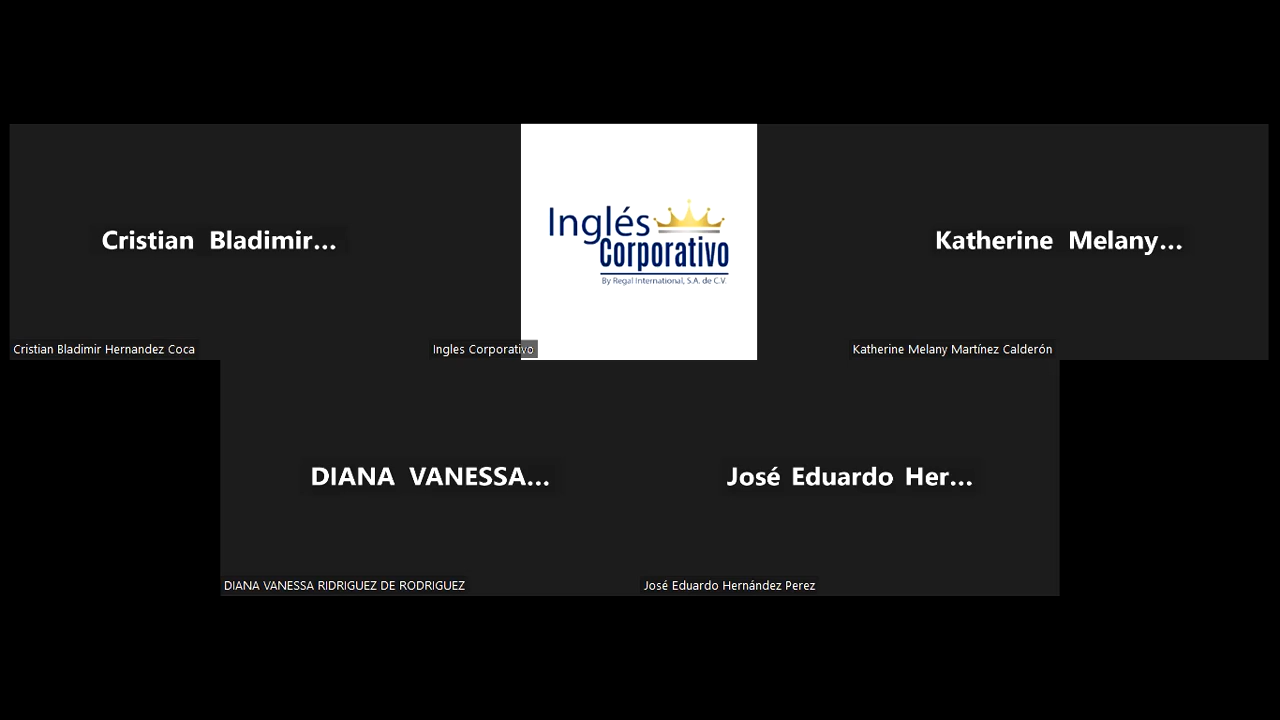 Cristian Bladimir...
Inglés
Corporativo
By Regal International, S.A. de C.V.
Katherine Melany...
Cristian Bladimir Hernandez Coca
Ingles Corporativo
Katherine Melany Martínez Calderón
DIANA VANESSA...
José Eduardo Her...
DIANA VANESSA RIDRIGUEZ DE RODRIGUEZ
José Eduardo Hernández Perez